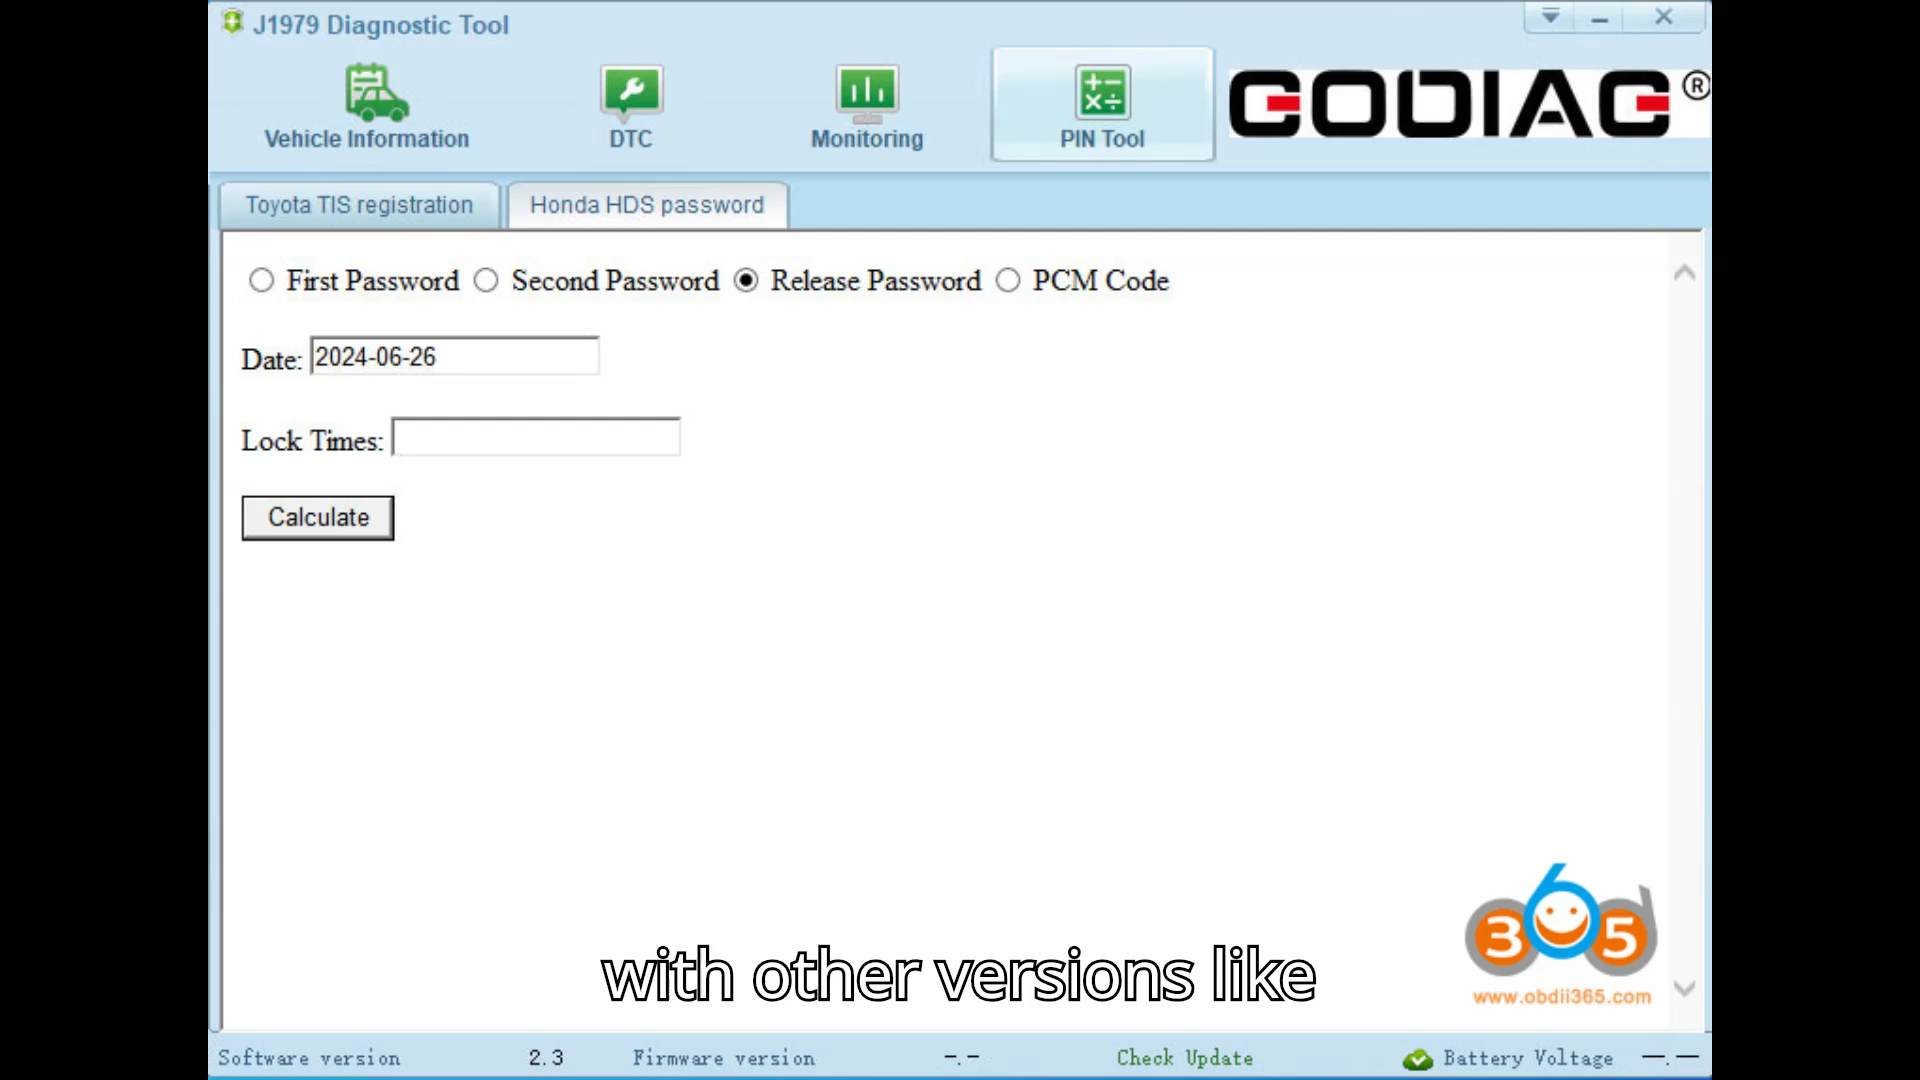 J1979 Diagnostic Tool
Vehicle Information
DTC
Monitoring
PIN Tool
GODIAG ®
Toyota TIS registration
Honda HDS password
First Password
Second Password
Release Password
PCM Code
Date: 2024-06-26
Lock Times:
Calculate
365
www.obdii365.com
with other versions like
Software version 2.3
Firmware version -.-
Check Update
Battery Voltage —.—